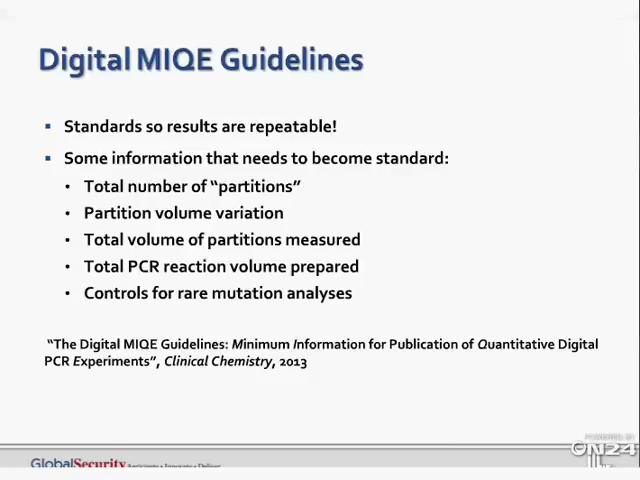 Digital MIQE Guidelines
▪ Standards so results are repeatable!
▪ Some information that needs to become standard:
• Total number of “partitions”
• Partition volume variation
• Total volume of partitions measured
• Total PCR reaction volume prepared
• Controls for rare mutation analyses
“The Digital MIQE Guidelines: Minimum Information for Publication of Quantitative Digital
PCR Experiments”, Clinical Chemistry, 2013
POWERED BY
ON24
GlobalSecurity